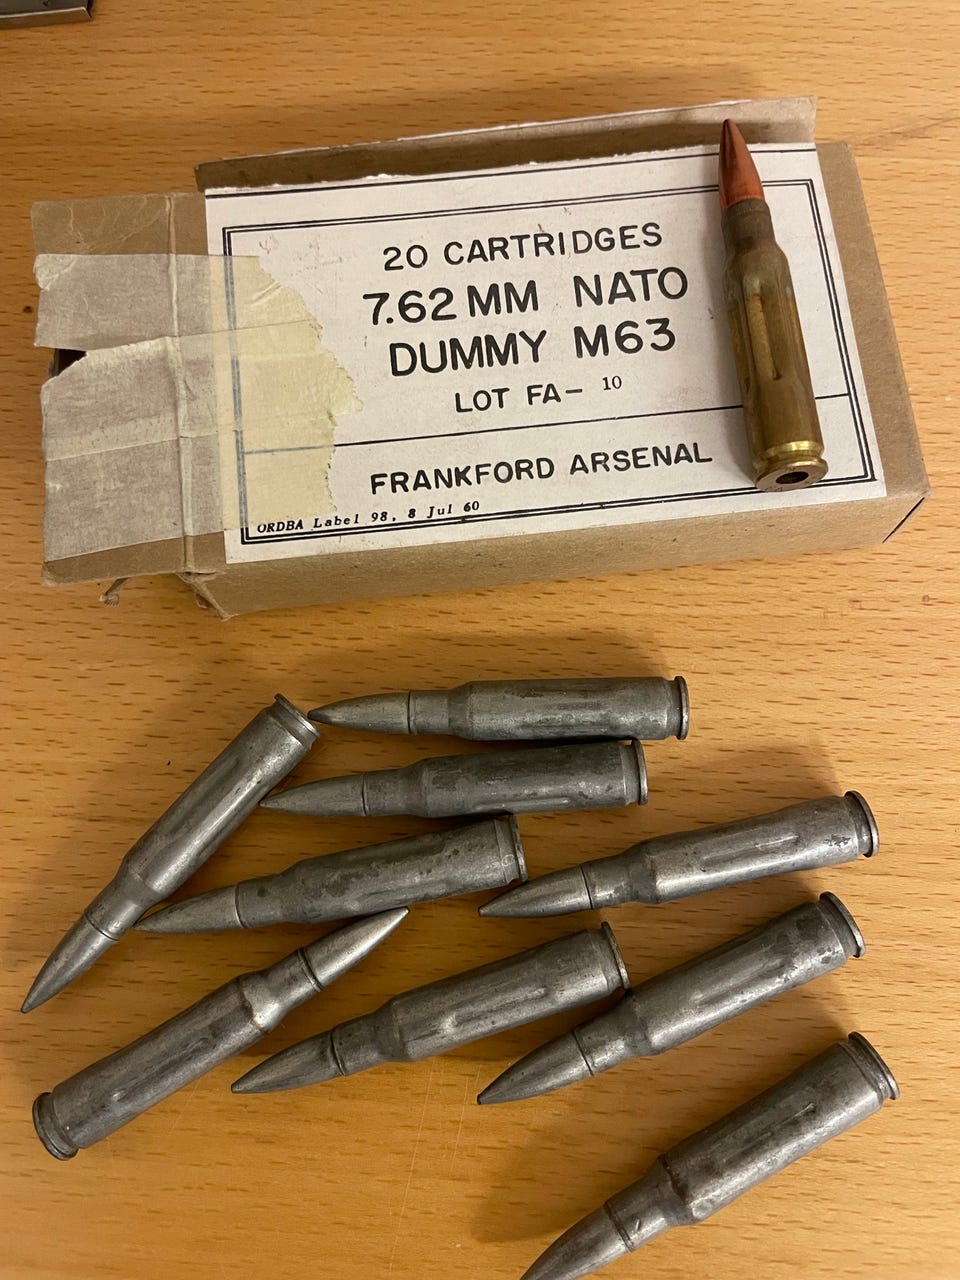 20 CARTRIDGES
7.62 MM NATO
DUMMY M63
LOT FA- 10
FRANKFORD ARSENAL
ORDBA Label 98, 8 Jul 60